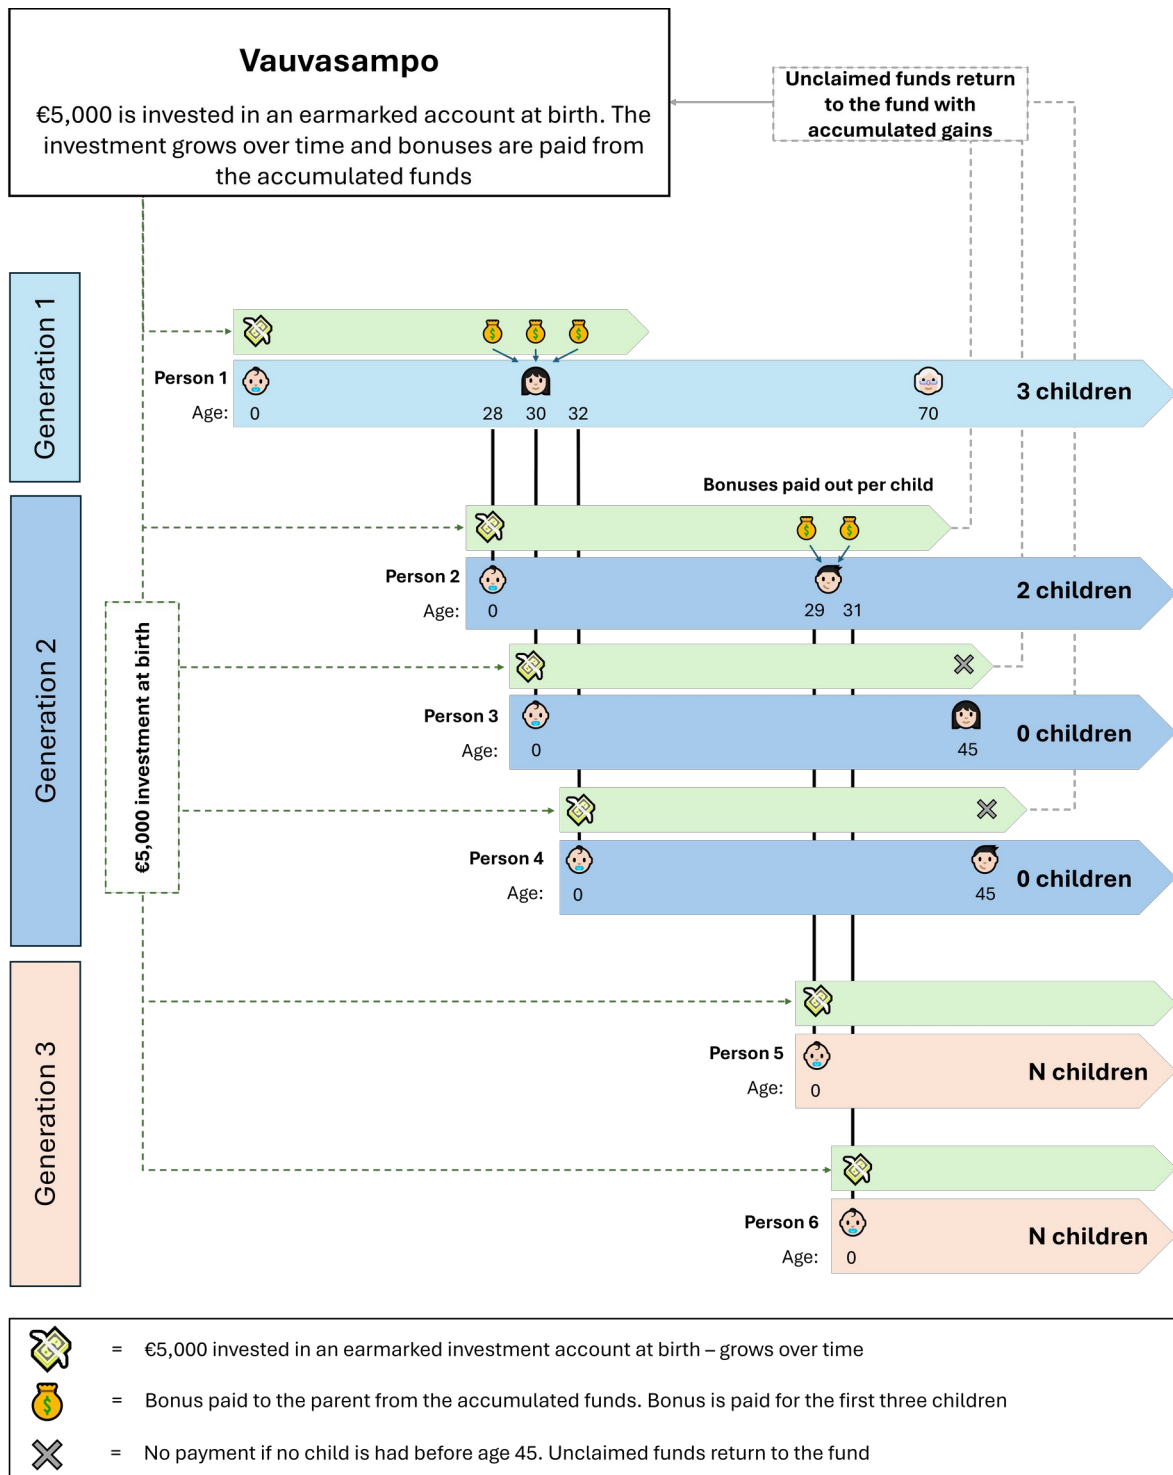 Vauvasampo
€5,000 is invested in an earmarked account at birth. The
investment grows over time and bonuses are paid from
the accumulated funds
Unclaimed funds return
to the fund with
accumulated gains
Generation 1
Person 1
Age:
0
28
30
32
70
3 children
Generation 2
€5,000 investment at birth
Bonuses paid out per child
Person 2
Age:
0
29
31
2 children
Person 3
Age:
0
45
0 children
Person 4
Age:
0
45
0 children
Generation 3
Person 5
Age:
0
N children
Person 6
Age:
0
N children
= €5,000 invested in an earmarked investment account at birth – grows over time
= Bonus paid to the parent from the accumulated funds. Bonus is paid for the first three children
= No payment if no child is had before age 45. Unclaimed funds return to the fund